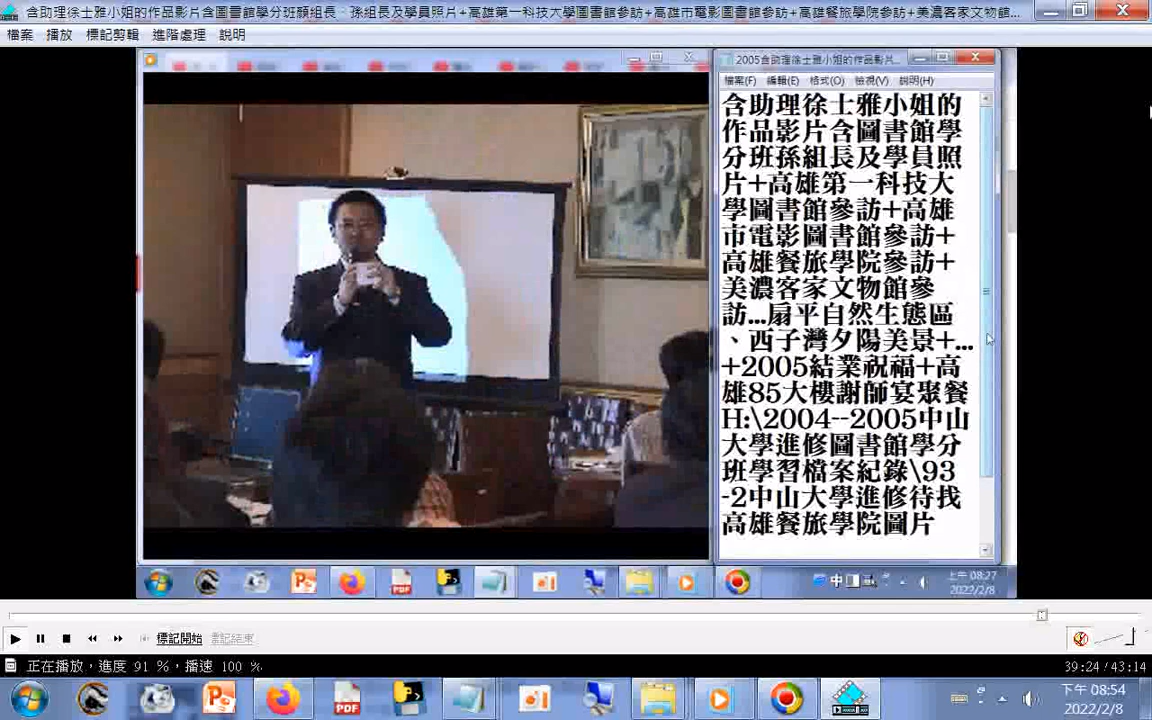 含助理徐士雅小姐的作品影片含圖書館學分班顏組長、孫組長及學員照片+高雄第一科技大學圖書館參訪+高雄市電影圖書館參訪+高雄餐旅學院參訪+美濃客家文物館...
檔案 播放 標記剪輯 進階處理 說明
2005含助理徐士雅小姐的作品影片...
檔案(F) 編輯(E) 格式(O) 檢視(V) 說明(H)
含助理徐士雅小姐的
作品影片含圖書館學
分班孫組長及學員照
片+高雄第一科技大
學圖書館參訪+高雄
市電影圖書館參訪+
高雄餐旅學院參訪+
美濃客家文物館參
訪...扇平自然生態區
、西子灣夕陽美景+...
+2005結業祝福+高
雄85大樓謝師宴聚餐
H:\2004--2005中山
大學進修圖書館學分
班學習檔案紀錄\93
-2中山大學進修待找
高雄餐旅學院圖片
中
上午 08:27
2022/2/8
標記開始 標記結束
正在播放，進度 91 %，播速 100 %.
39:24 / 43:14
PDF
下午 08:54
2022/2/8